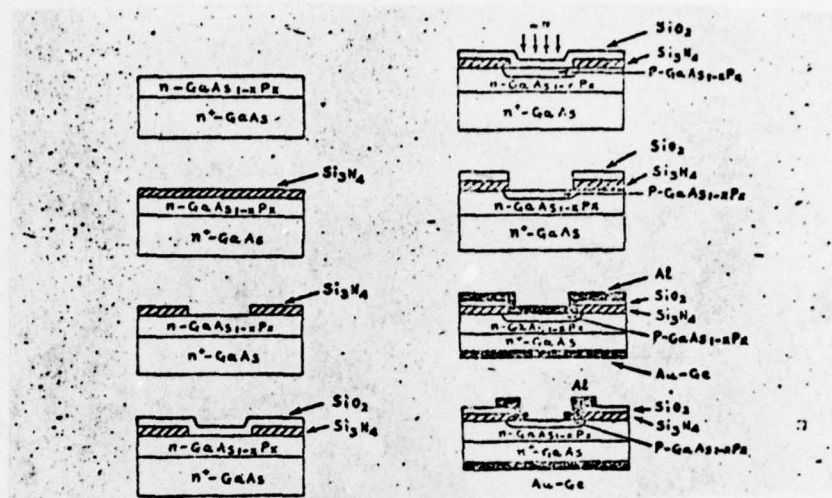 n-GaAs1-xPx
n+-GaAs
Si3N4
n-GaAs1-xPx
n+-GaAs
Si3N4
n-GaAs1-xPx
n+-GaAs
SiO2
Si3N4
n-GaAs1-xPx
n+-GaAs
SiO2
Si3N4
P-GaAs1-xPx
n-GaAs1-xPx
n+-GaAs
SiO2
Si3N4
P-GaAs1-xPx
n-GaAs1-xPx
n+-GaAs
Al
SiO2
Si3N4
n-GaAs1-xPx
n+-GaAs
P-GaAs1-xPx
Au-Ge
Al
SiO2
Si3N4
n-GaAs1-xPx
P-GaAs1-xPx
n+-GaAs
Au-Ge